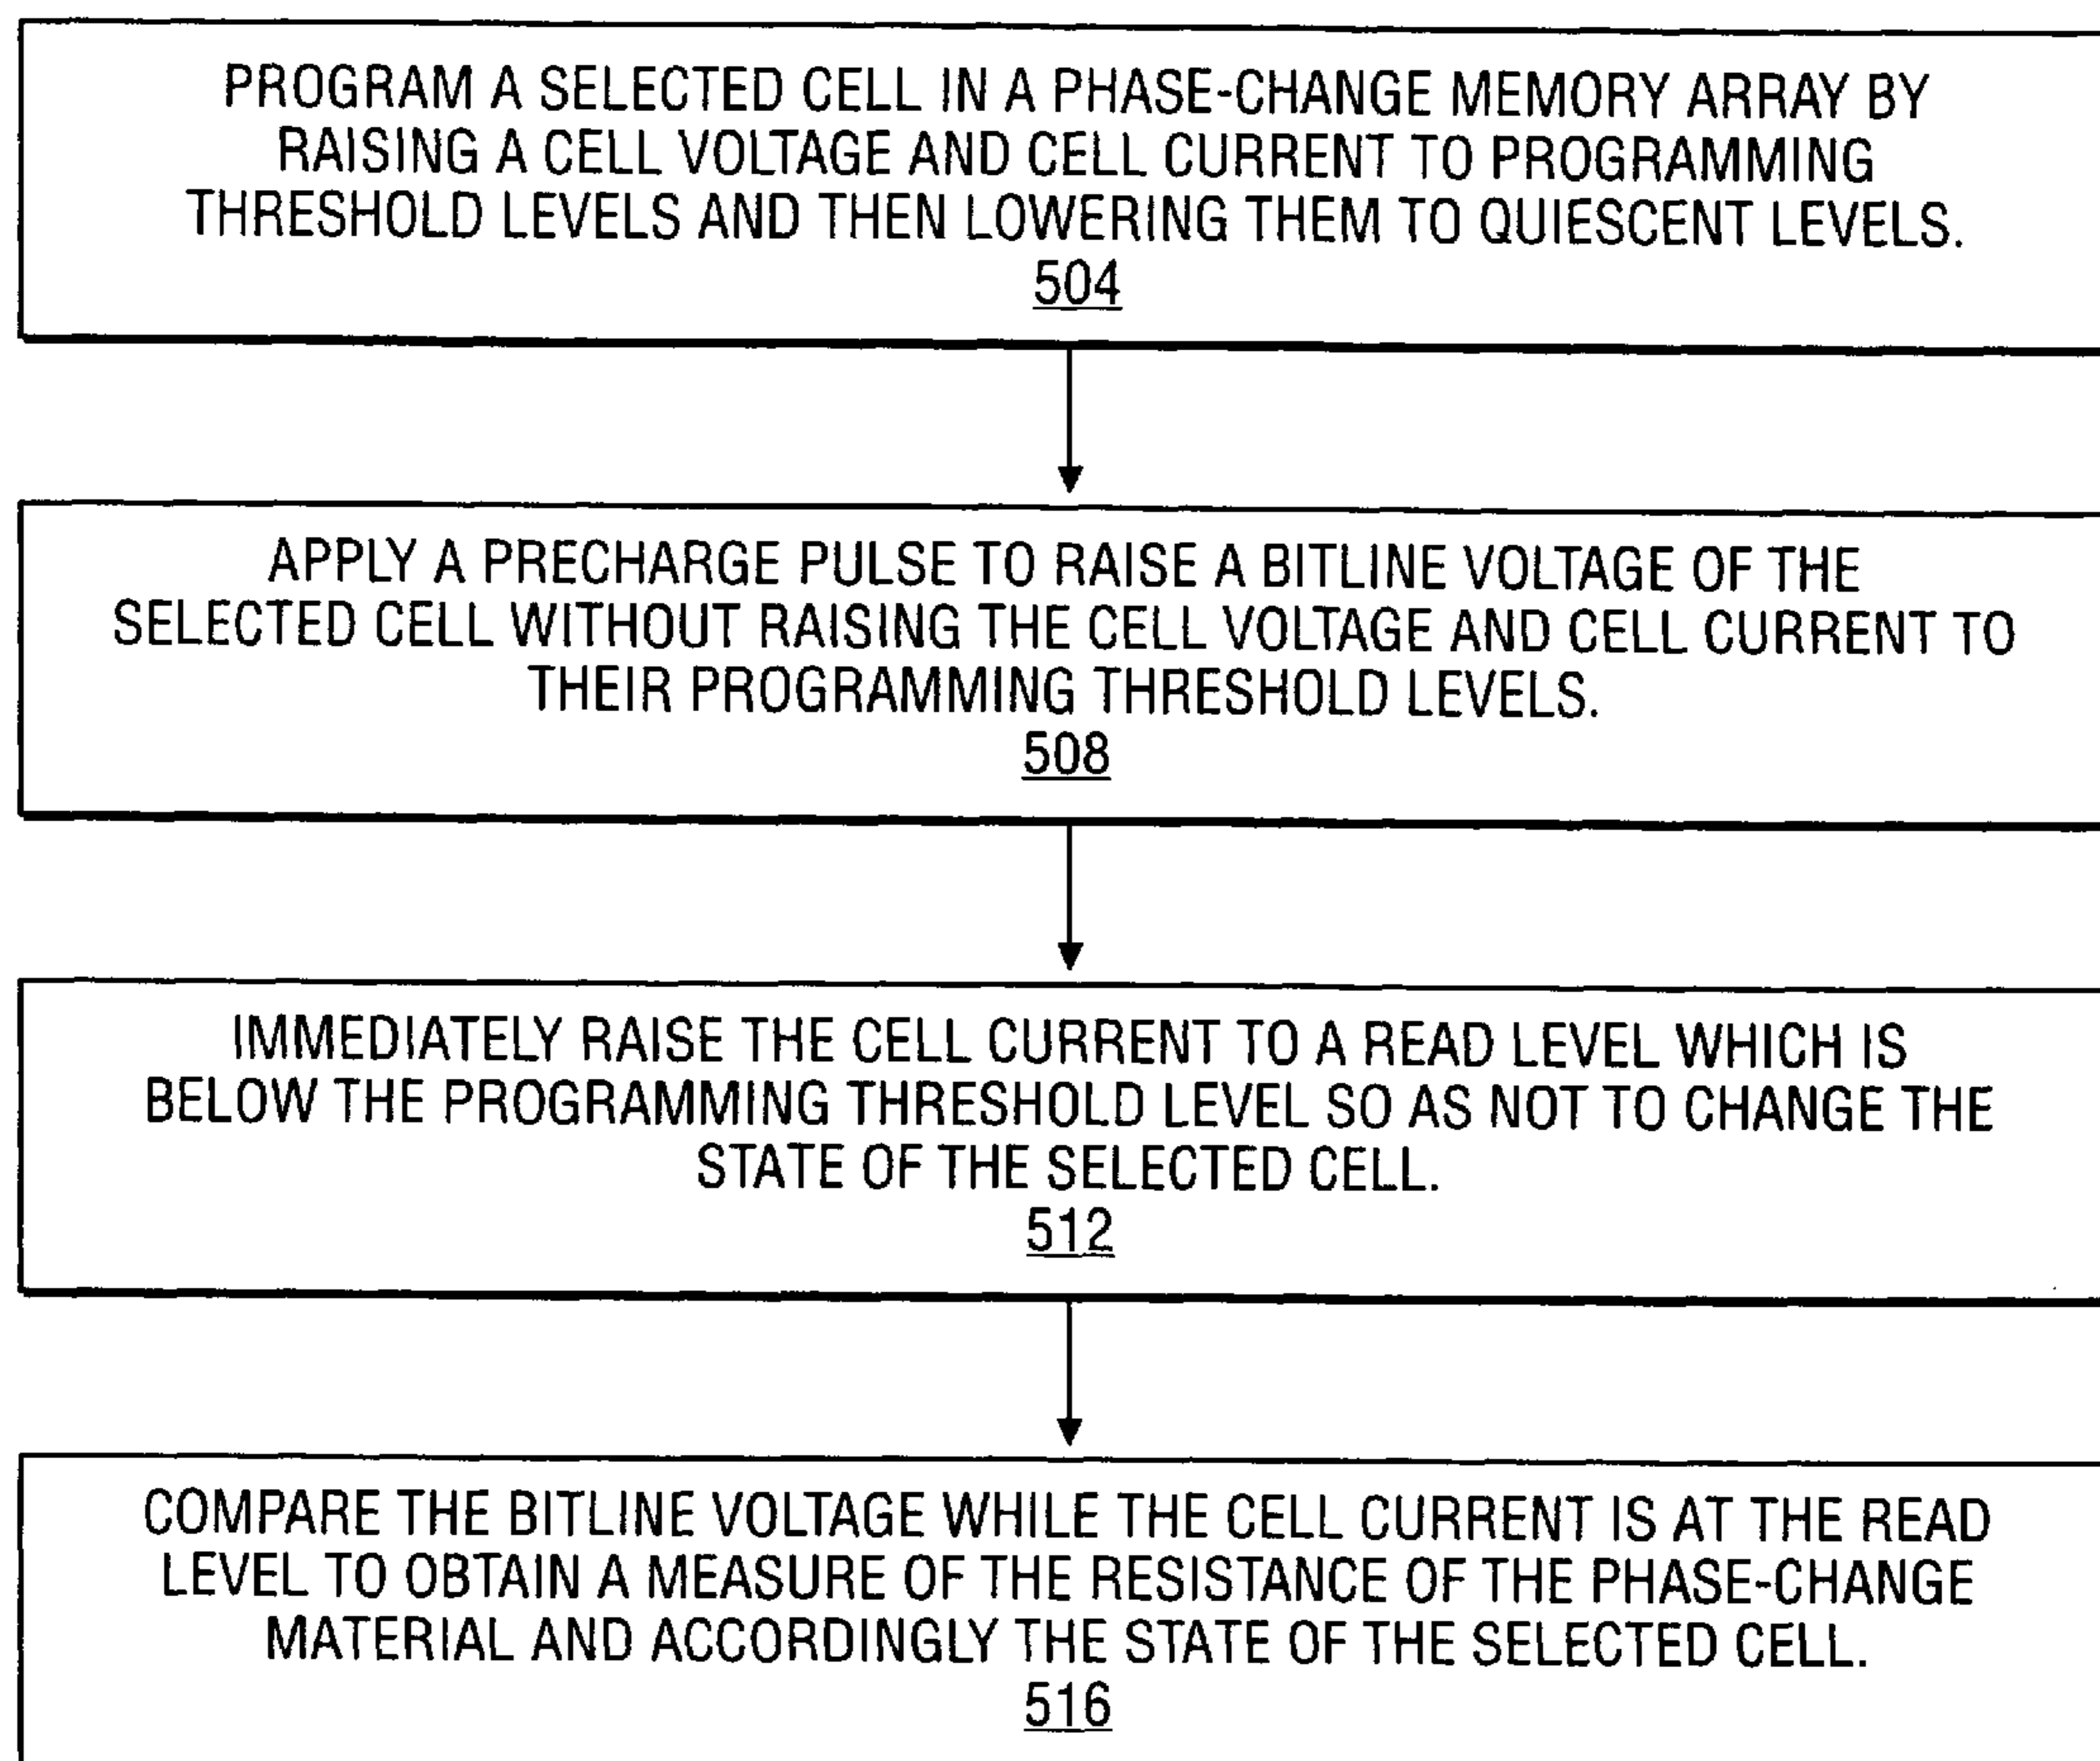 PROGRAM A SELECTED CELL IN A PHASE-CHANGE MEMORY ARRAY BY
RAISING A CELL VOLTAGE AND CELL CURRENT TO PROGRAMMING
THRESHOLD LEVELS AND THEN LOWERING THEM TO QUIESCENT LEVELS.
504
APPLY A PRECHARGE PULSE TO RAISE A BITLINE VOLTAGE OF THE
SELECTED CELL WITHOUT RAISING THE CELL VOLTAGE AND CELL CURRENT TO
THEIR PROGRAMMING THRESHOLD LEVELS.
508
IMMEDIATELY RAISE THE CELL CURRENT TO A READ LEVEL WHICH IS
BELOW THE PROGRAMMING THRESHOLD LEVEL SO AS NOT TO CHANGE THE
STATE OF THE SELECTED CELL.
512
COMPARE THE BITLINE VOLTAGE WHILE THE CELL CURRENT IS AT THE READ
LEVEL TO OBTAIN A MEASURE OF THE RESISTANCE OF THE PHASE-CHANGE
MATERIAL AND ACCORDINGLY THE STATE OF THE SELECTED CELL.
516